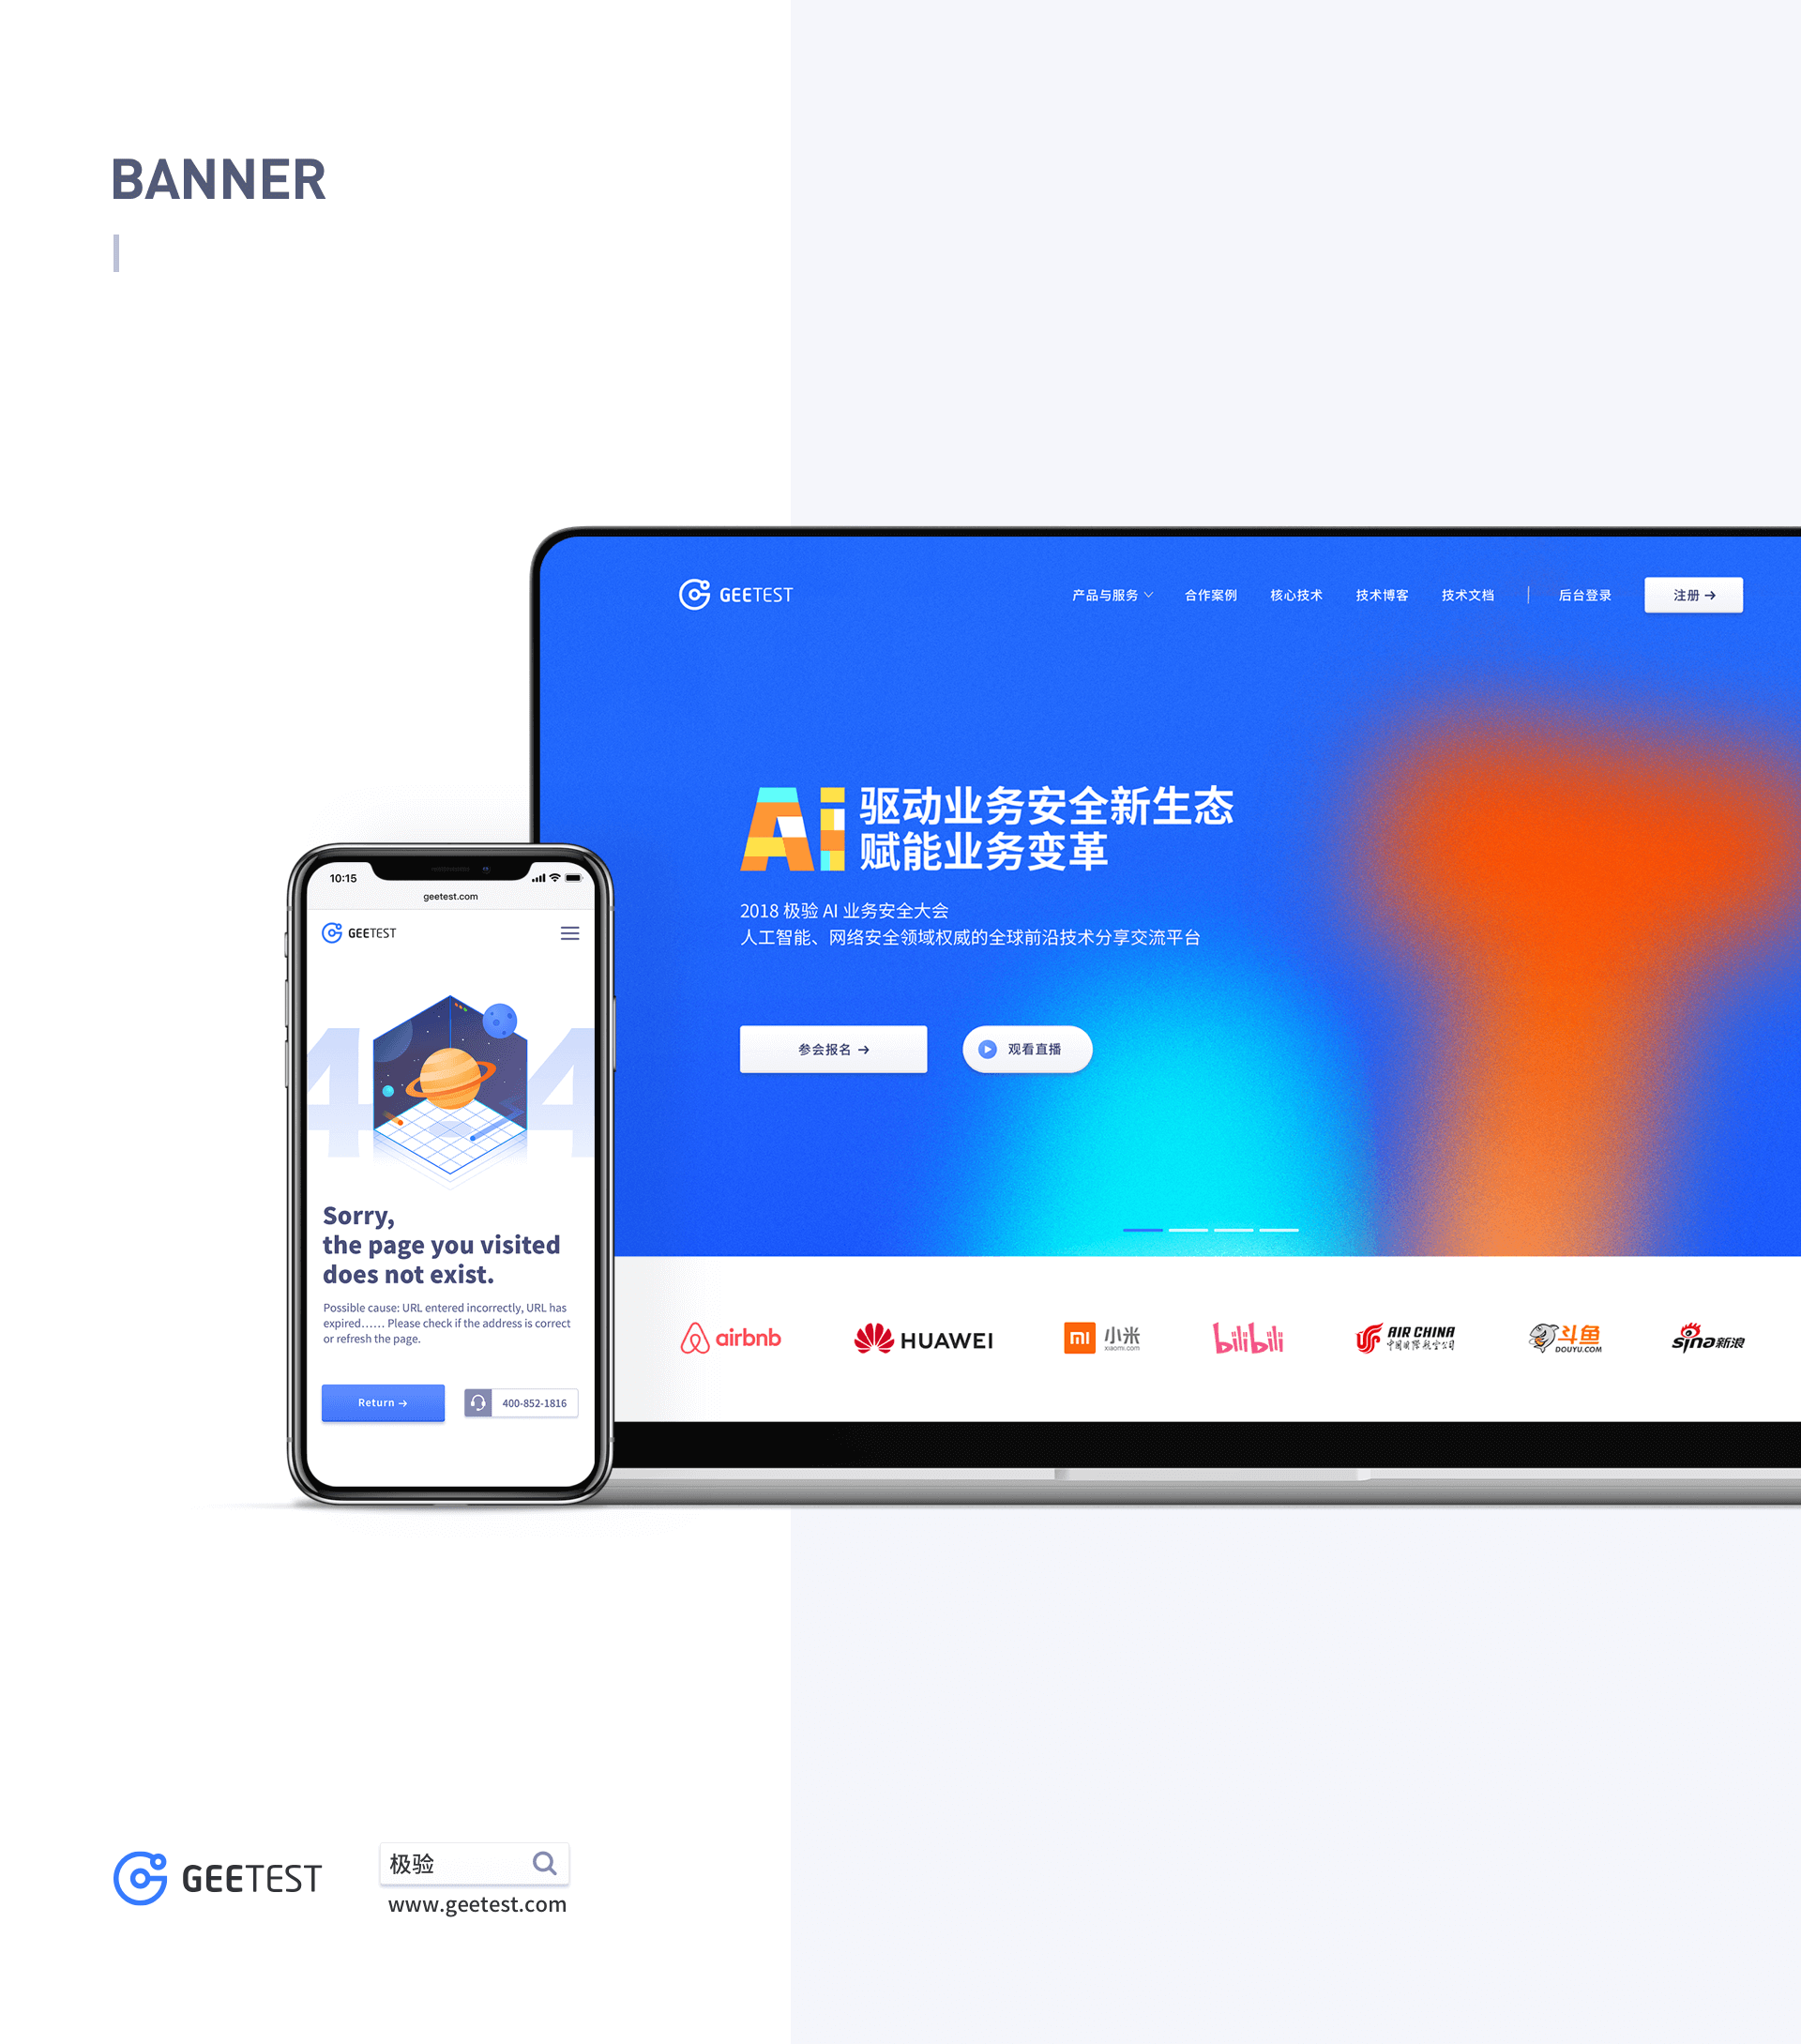 BANNER
GEETEST
产品与服务 合作案例 核心技术 技术博客 技术文档 后台登录 注册 →
Ai 驱动业务安全新生态
赋能业务变革
2018 极验 AI 业务安全大会
人工智能、网络安全领域权威的全球前沿技术分享交流平台
参会报名 → 观看直播
airbnb HUAWEI mi 小米 xiaomi.com bilibili AIR CHINA 中国国际航空公司 斗鱼 DOUYU.COM sina新浪
10:15
geetest.com
GEETEST
4 4
Sorry,
the page you visited
does not exist.
Possible cause: URL entered incorrectly, URL has
expired…… Please check if the address is correct
or refresh the page.
Return → 400-852-1816
GEETEST
极验
www.geetest.com